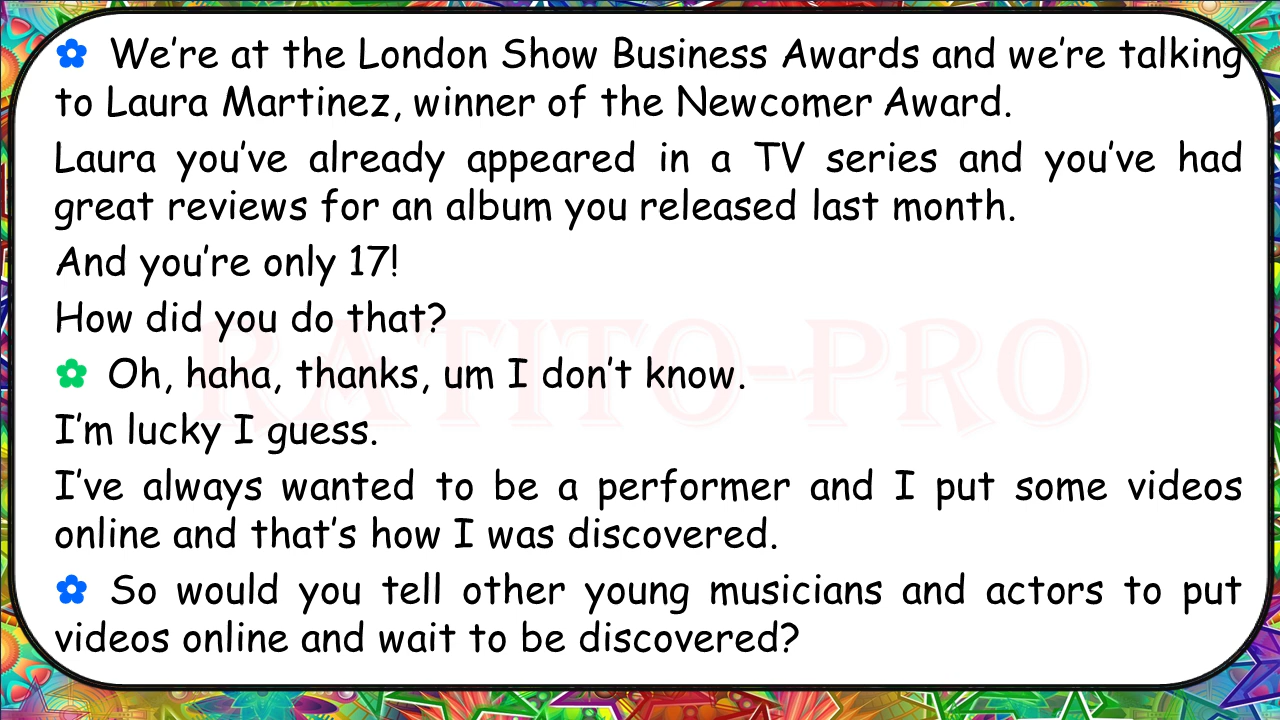 ✿ We’re at the London Show Business Awards and we’re talking
to Laura Martinez, winner of the Newcomer Award.
Laura you’ve already appeared in a TV series and you’ve had
great reviews for an album you released last month.
And you’re only 17!
How did you do that?
RATITO-PRO
✿ Oh, haha, thanks, um I don’t know.
I’m lucky I guess.
I’ve always wanted to be a performer and I put some videos
online and that’s how I was discovered.
✿ So would you tell other young musicians and actors to put
videos online and wait to be discovered?